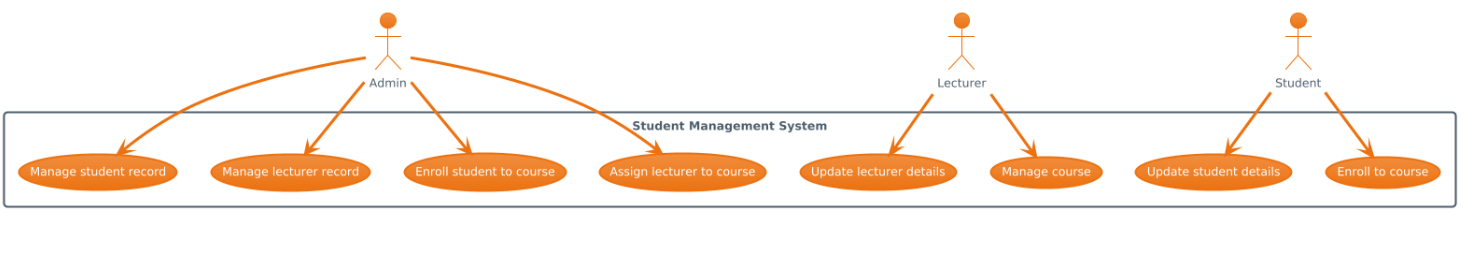 Admin
Lecturer
Student
Student Management System
Manage student record
Manage lecturer record
Enroll student to course
Assign lecturer to course
Update lecturer details
Manage course
Update student details
Enroll to course